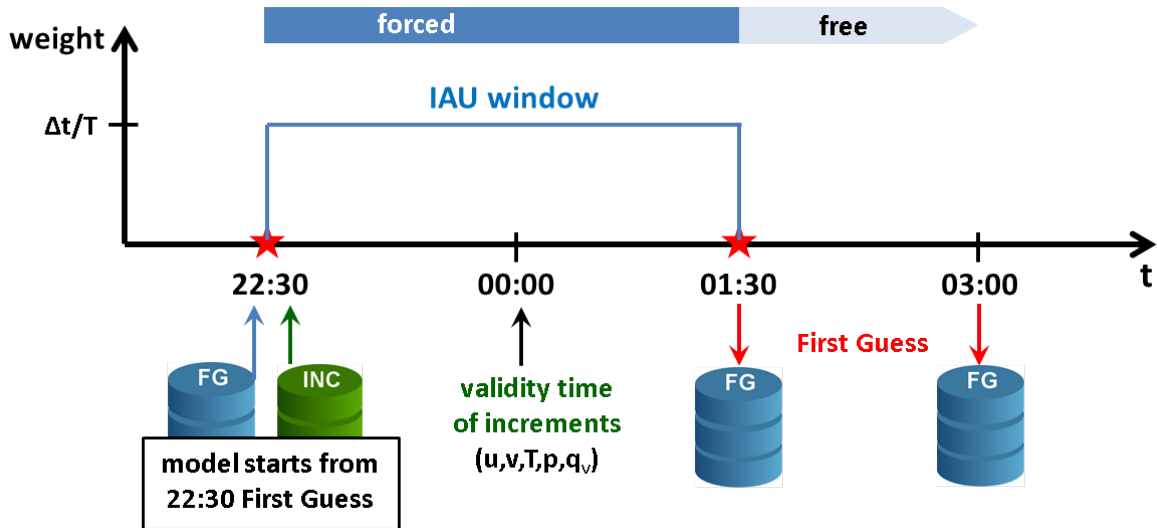 forced
free
weight
IAU window
Δt/T
t
22:30
00:00
01:30
03:00
FG
INC
First Guess
FG
FG
validity time
of increments
(u,v,T,p,qᵥ)
model starts from
22:30 First Guess